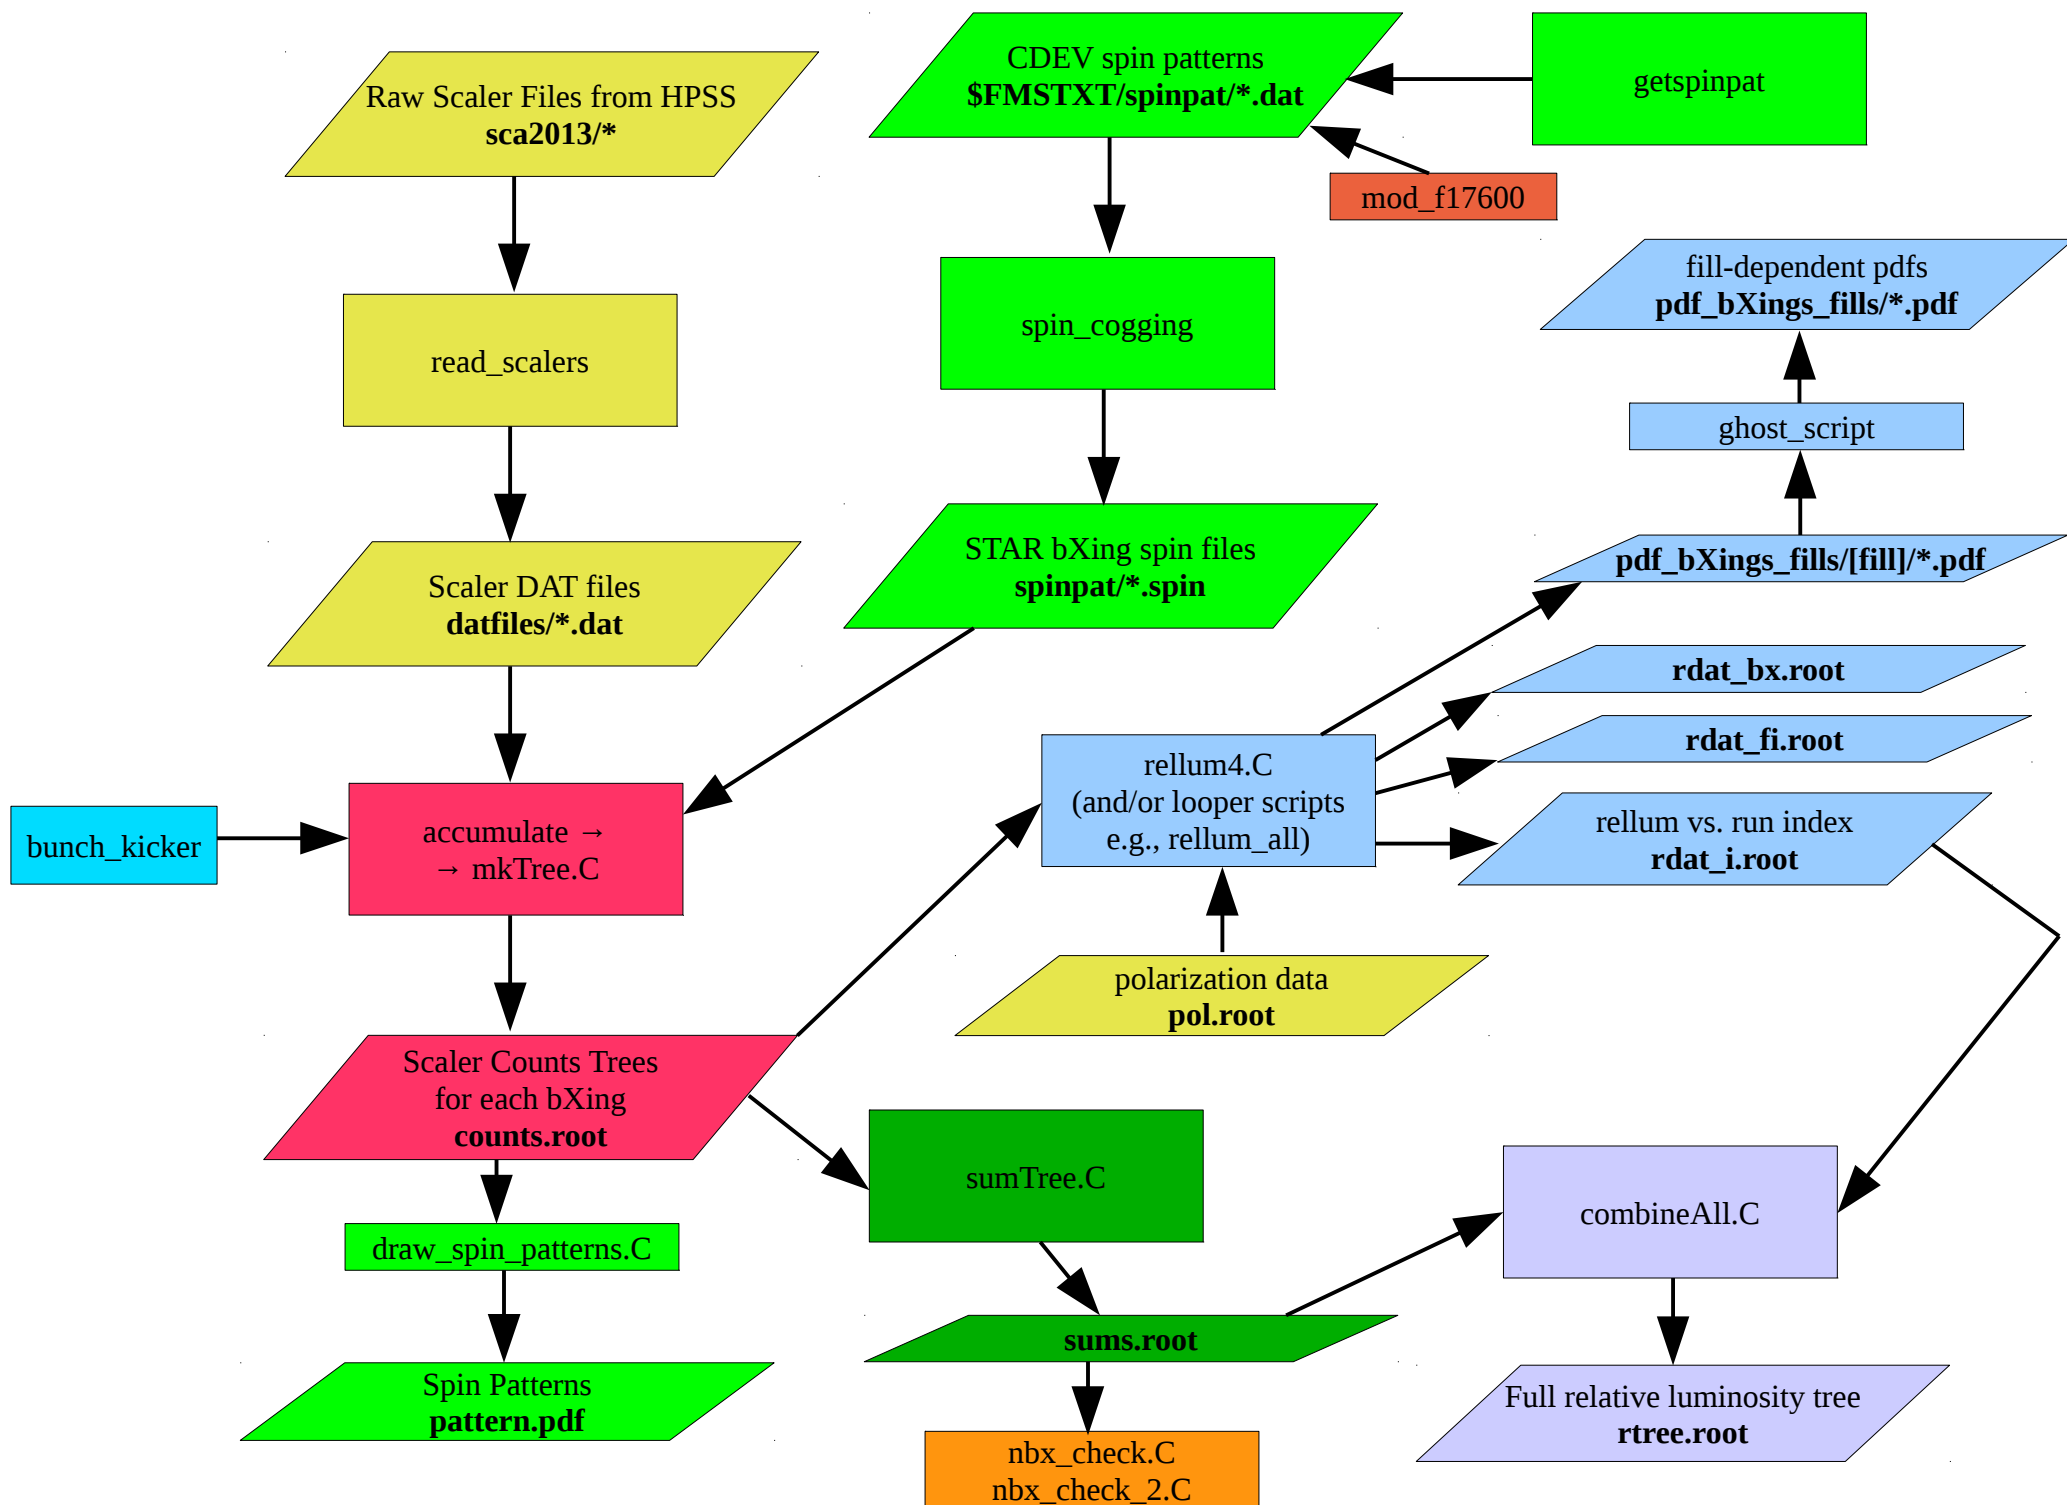 Raw Scaler Files from HPSS
sca2013/*
CDEV spin patterns
$FMSTXT/spinpat/*.dat
getspinpat
mod_f17600
read_scalers
spin_cogging
fill-dependent pdfs
pdf_bXings_fills/*.pdf
ghost_script
pdf_bXings_fills/[fill]/*.pdf
Scaler DAT files
datfiles/*.dat
STAR bXing spin files
spinpat/*.spin
rdat_bx.root
rdat_fi.root
rellum vs. run index
rdat_i.root
rellum4.C
(and/or looper scripts
e.g., rellum_all)
bunch_kicker
accumulate →
→ mkTree.C
polarization data
pol.root
Scaler Counts Trees
for each bXing
counts.root
sumTree.C
combineAll.C
draw_spin_patterns.C
sums.root
Spin Patterns
pattern.pdf
Full relative luminosity tree
rtree.root
nbx_check.C
nbx_check_2.C